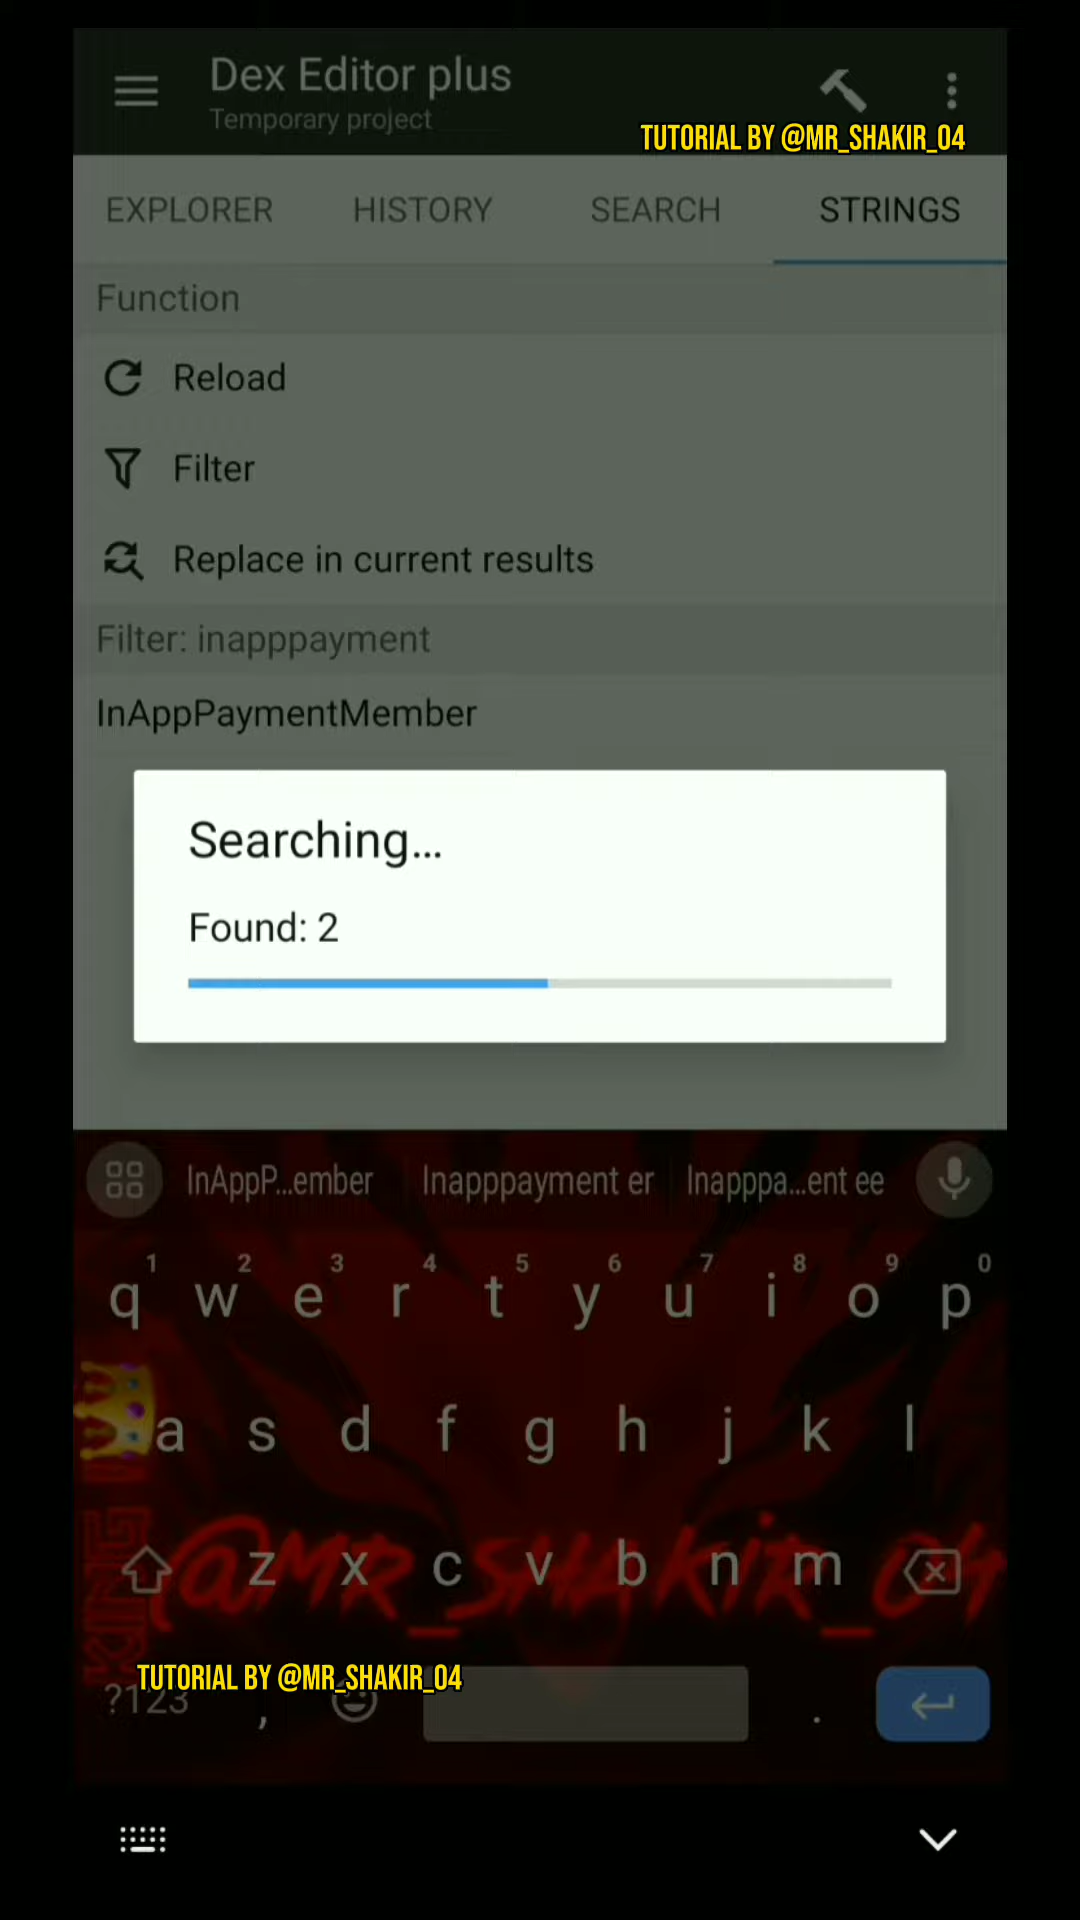 Dex Editor plus
Temporary project
TUTORIAL BY @MR_SHAKIR_04
EXPLORER HISTORY SEARCH STRINGS
Function
Reload
Filter
Replace in current results
Filter: inapppayment
InAppPaymentMember
Searching...
Found: 2
InAppP...ember Inapppayment er Inapppa...ent ee
1 2 3 4 5 6 7 8 9 0
q w e r t y u i o p
a s d f g h j k l
@MR_SHAKIR_04
z x c v b n m
KING
TUTORIAL BY @MR_SHAKIR_04
?123 , .